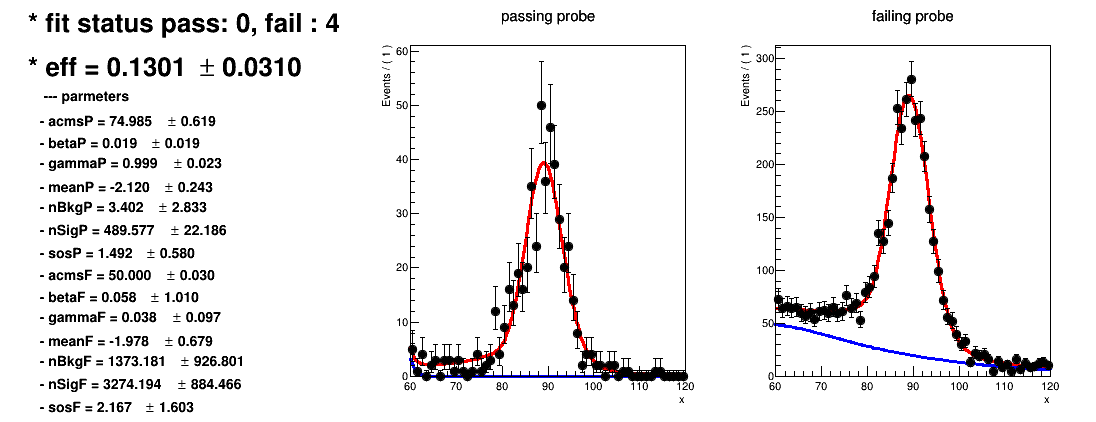 * fit status pass: 0, fail : 4
* eff = 0.1301 ± 0.0310
--- parmeters
- acmsP = 74.985 ± 0.619
- betaP = 0.019 ± 0.019
- gammaP = 0.999 ± 0.023
- meanP = -2.120 ± 0.243
- nBkgP = 3.402 ± 2.833
- nSigP = 489.577 ± 22.186
- sosP = 1.492 ± 0.580
- acmsF = 50.000 ± 0.030
- betaF = 0.058 ± 1.010
- gammaF = 0.038 ± 0.097
- meanF = -1.978 ± 0.679
- nBkgF = 1373.181 ± 926.801
- nSigF = 3274.194 ± 884.466
- sosF = 2.167 ± 1.603
passing probe
Events / ( 1 )
60
50
40
30
20
10
0
60 70 80 90 100 110 120
x
failing probe
Events / ( 1 )
300
250
200
150
100
50
0
60 70 80 90 100 110 120
x